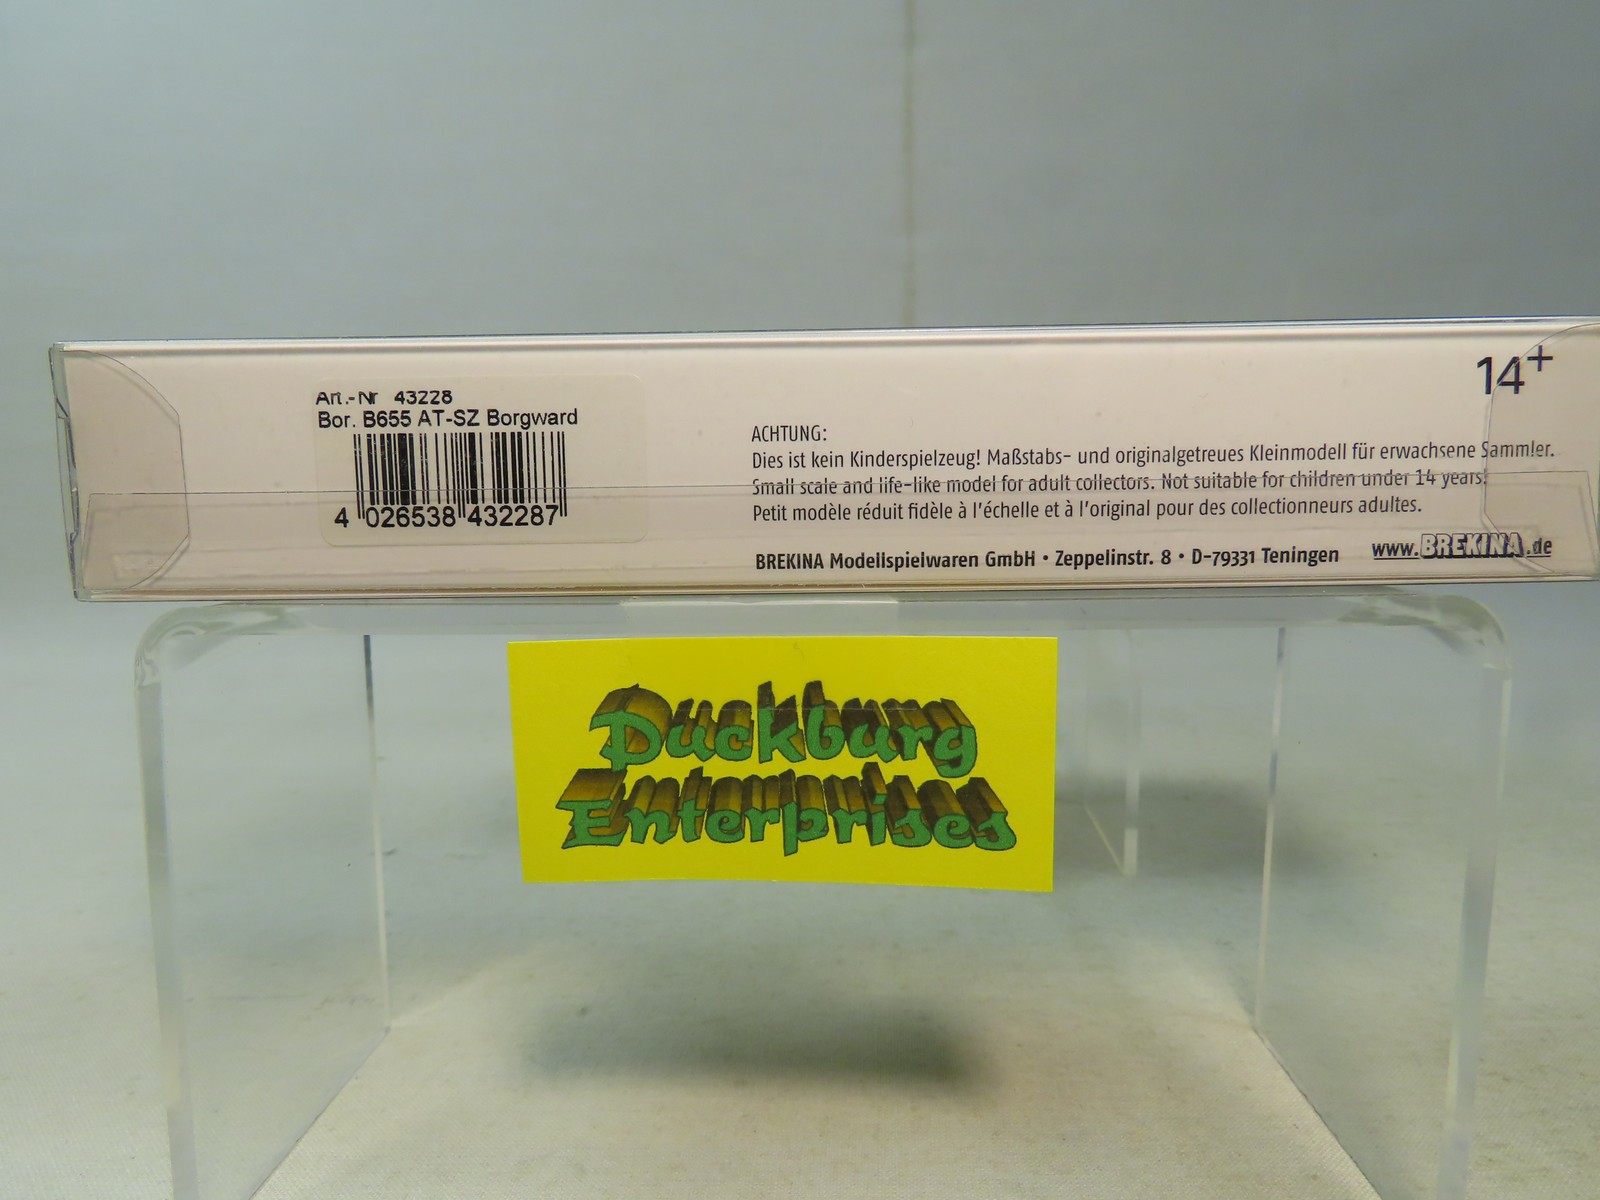 Art.-Nr 43228
Bor. B655 AT-SZ Borgward
4 026538 432287
14+
ACHTUNG:
Dies ist kein Kinderspielzeug! Maßstabs- und originalgetreues Kleinmodell für erwachsene Sammler.
Small scale and life-like model for adult collectors. Not suitable for children under 14 years!
Petit modèle réduit fidèle à l'échelle et à l'original pour des collectionneurs adultes.
BREKINA Modellspielwaren GmbH • Zeppelinstr. 8 • D-79331 Teningen www.BREKINA.de
Duckburg
Enterprises